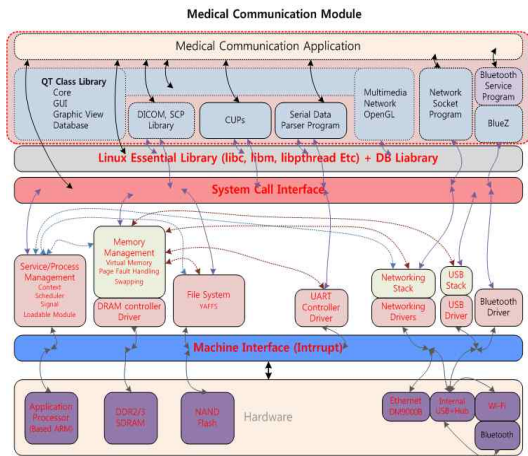 Medical Communication Module
Medical Communication Application
QT Class Library
Core
GUI
Graphic View
Database
DICOM, SCP
Library
CUPs
Serial Data
Parser Program
Multimedia
Network
OpenGL
Network
Socket
Program
Bluetooth
Service
Program
BlueZ
Linux Essential Library (libc, libm, libpthread Etc) + DB Liabrary
System Call Interface
Service/Process
Management
Context
Scheduler
Signal
Loadable Module
Memory
Management
Virtual Memory
Page Fault Handling
Swapping
DRAM controller
Driver
File System
YAFFS
UART
Controller
Driver
Networking
Stack
Networking
Drivers
USB
Stack
USB
Driver
Bluetooth
Driver
Machine Interface (Intrrupt)
Application
Processor
(Based ARM)
DDR2/3
SDRAM
NAND
Flash
Hardware
Ethernet
DM9000B
Internal
USB+Hub
Wi-Fi
Bluetooth